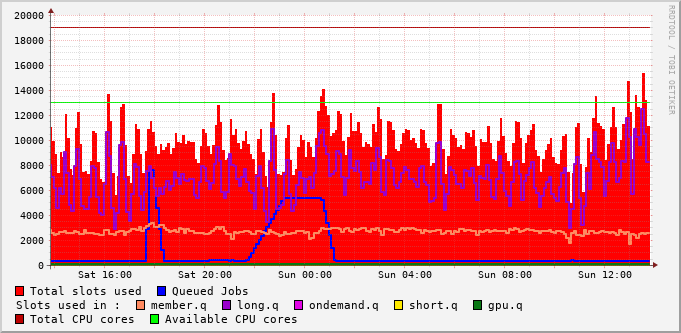 RRDTOOL / TOBI OETIKER
20000
18000
16000
14000
12000
10000
8000
6000
4000
2000
0
Sat 16:00 Sat 20:00 Sun 00:00 Sun 04:00 Sun 08:00 Sun 12:00
Total slots used Queued Jobs
Slots used in : member.q long.q ondemand.q short.q gpu.q
Total CPU cores Available CPU cores